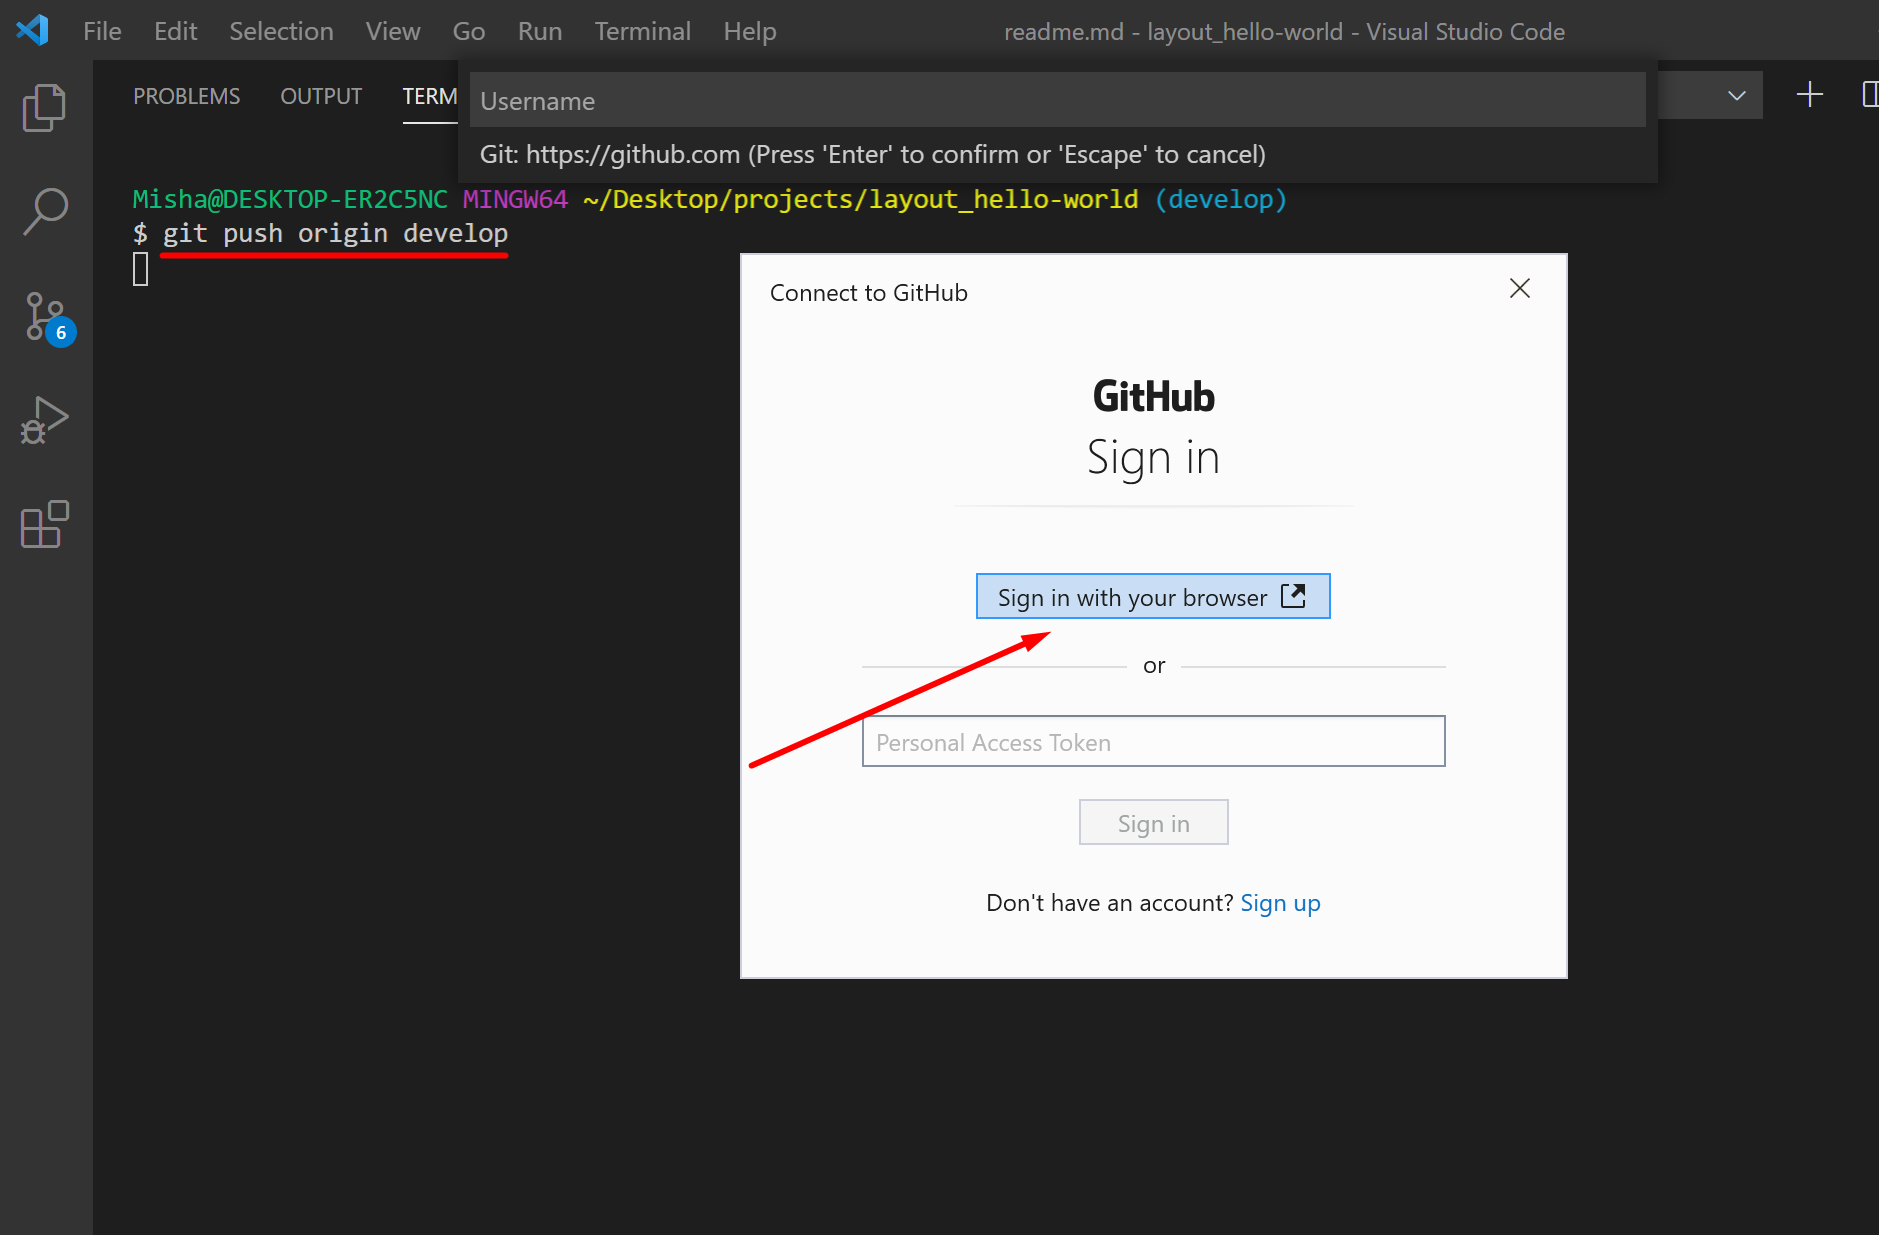 File Edit Selection View Go Run Terminal Help readme.md - layout_hello-world - Visual Studio Code
PROBLEMS OUTPUT TERM
Username
Git: https://github.com (Press 'Enter' to confirm or 'Escape' to cancel)
Misha@DESKTOP-ER2C5NC MINGW64 ~/Desktop/projects/layout_hello-world (develop)
$ git push origin develop
6
Connect to GitHub
GitHub
Sign in
Sign in with your browser
or
Personal Access Token
Sign in
Don't have an account? Sign up